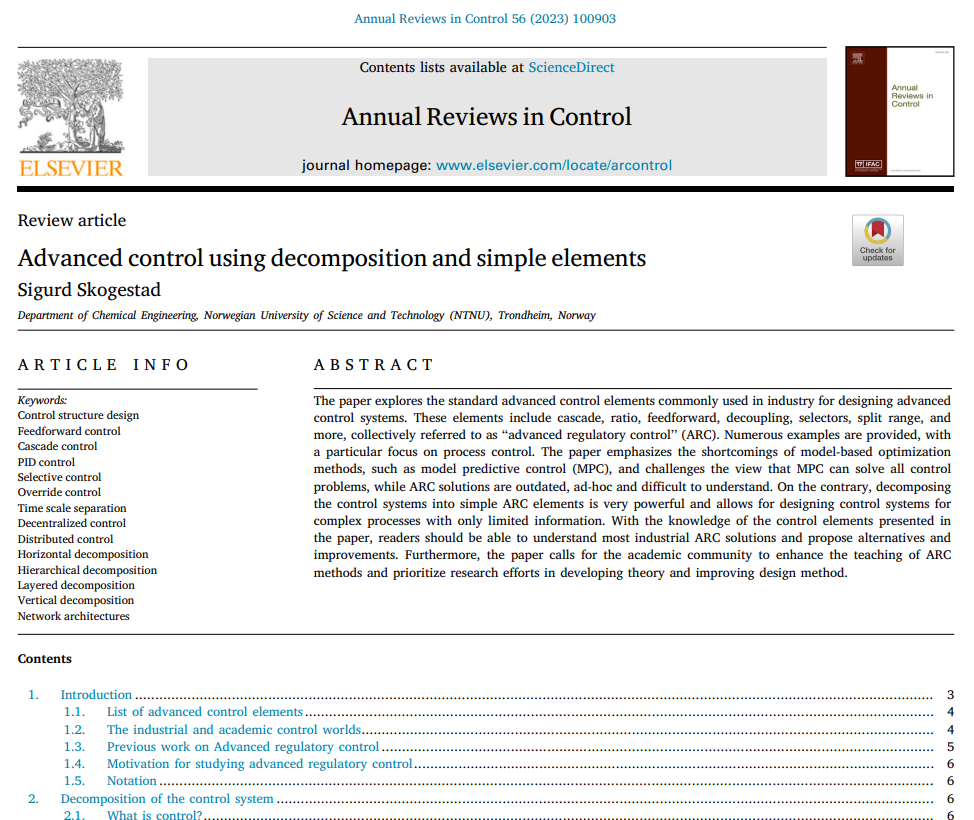 Annual Reviews in Control 56 (2023) 100903
Contents lists available at ScienceDirect
Annual Reviews in Control
journal homepage: www.elsevier.com/locate/arcontrol
ELSEVIER
Annual
Reviews in
Control
IFAC
Review article
Advanced control using decomposition and simple elements
Sigurd Skogestad
Department of Chemical Engineering, Norwegian University of Science and Technology (NTNU), Trondheim, Norway
Check for
updates
ARTICLE INFO
Keywords:
Control structure design
Feedforward control
Cascade control
PID control
Selective control
Override control
Time scale separation
Decentralized control
Distributed control
Horizontal decomposition
Hierarchical decomposition
Layered decomposition
Vertical decomposition
Network architectures
ABSTRACT
The paper explores the standard advanced control elements commonly used in industry for designing advanced
control systems. These elements include cascade, ratio, feedforward, decoupling, selectors, split range, and
more, collectively referred to as “advanced regulatory control” (ARC). Numerous examples are provided, with
a particular focus on process control. The paper emphasizes the shortcomings of model-based optimization
methods, such as model predictive control (MPC), and challenges the view that MPC can solve all control
problems, while ARC solutions are outdated, ad-hoc and difficult to understand. On the contrary, decomposing
the control systems into simple ARC elements is very powerful and allows for designing control systems for
complex processes with only limited information. With the knowledge of the control elements presented in
the paper, readers should be able to understand most industrial ARC solutions and propose alternatives and
improvements. Furthermore, the paper calls for the academic community to enhance the teaching of ARC
methods and prioritize research efforts in developing theory and improving design method.
Contents
1. Introduction 3
1.1. List of advanced control elements 4
1.2. The industrial and academic control worlds 4
1.3. Previous work on Advanced regulatory control 5
1.4. Motivation for studying advanced regulatory control 6
1.5. Notation 6
2. Decomposition of the control system 6
2.1. What is control? 6